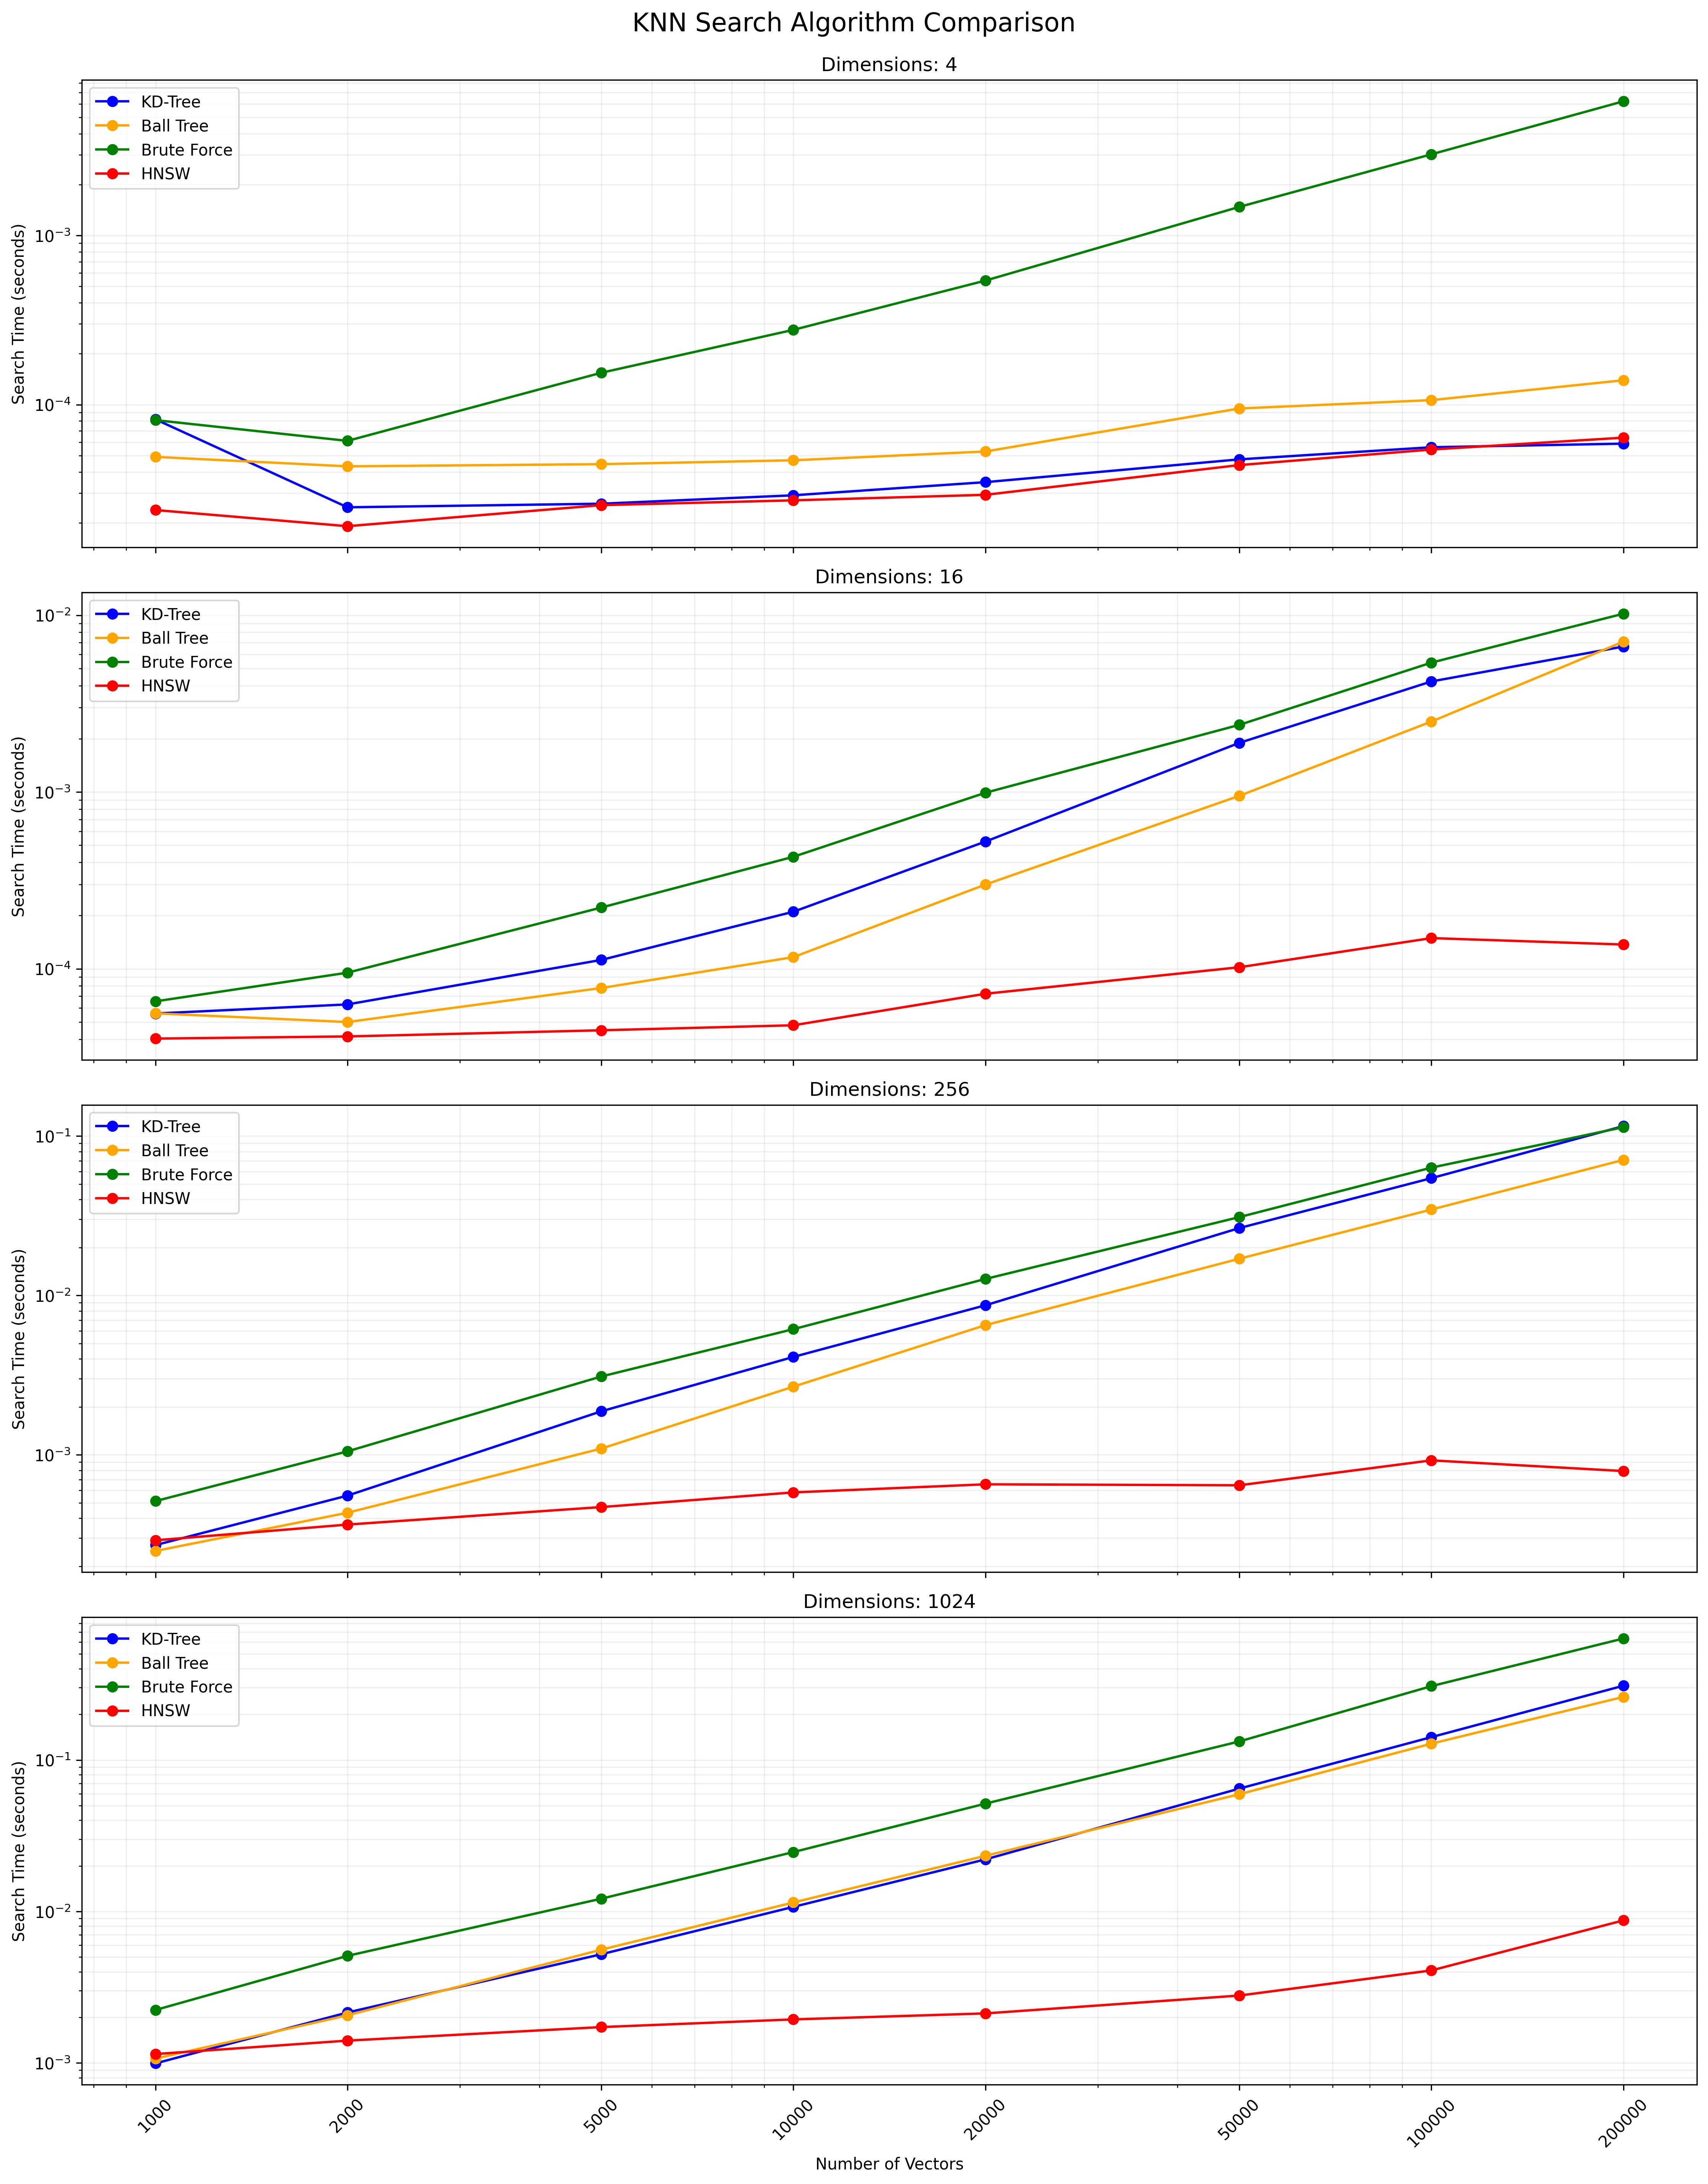 KNN Search Algorithm Comparison
Dimensions: 4
KD-Tree
Ball Tree
Brute Force
HNSW
Search Time (seconds)
10⁻³
10⁻⁴
Dimensions: 16
KD-Tree
Ball Tree
Brute Force
HNSW
Search Time (seconds)
10⁻²
10⁻³
10⁻⁴
Dimensions: 256
KD-Tree
Ball Tree
Brute Force
HNSW
Search Time (seconds)
10⁻¹
10⁻²
10⁻³
Dimensions: 1024
KD-Tree
Ball Tree
Brute Force
HNSW
Search Time (seconds)
10⁻¹
10⁻²
10⁻³
1000 2000 5000 10000 20000 50000 100000 200000
Number of Vectors